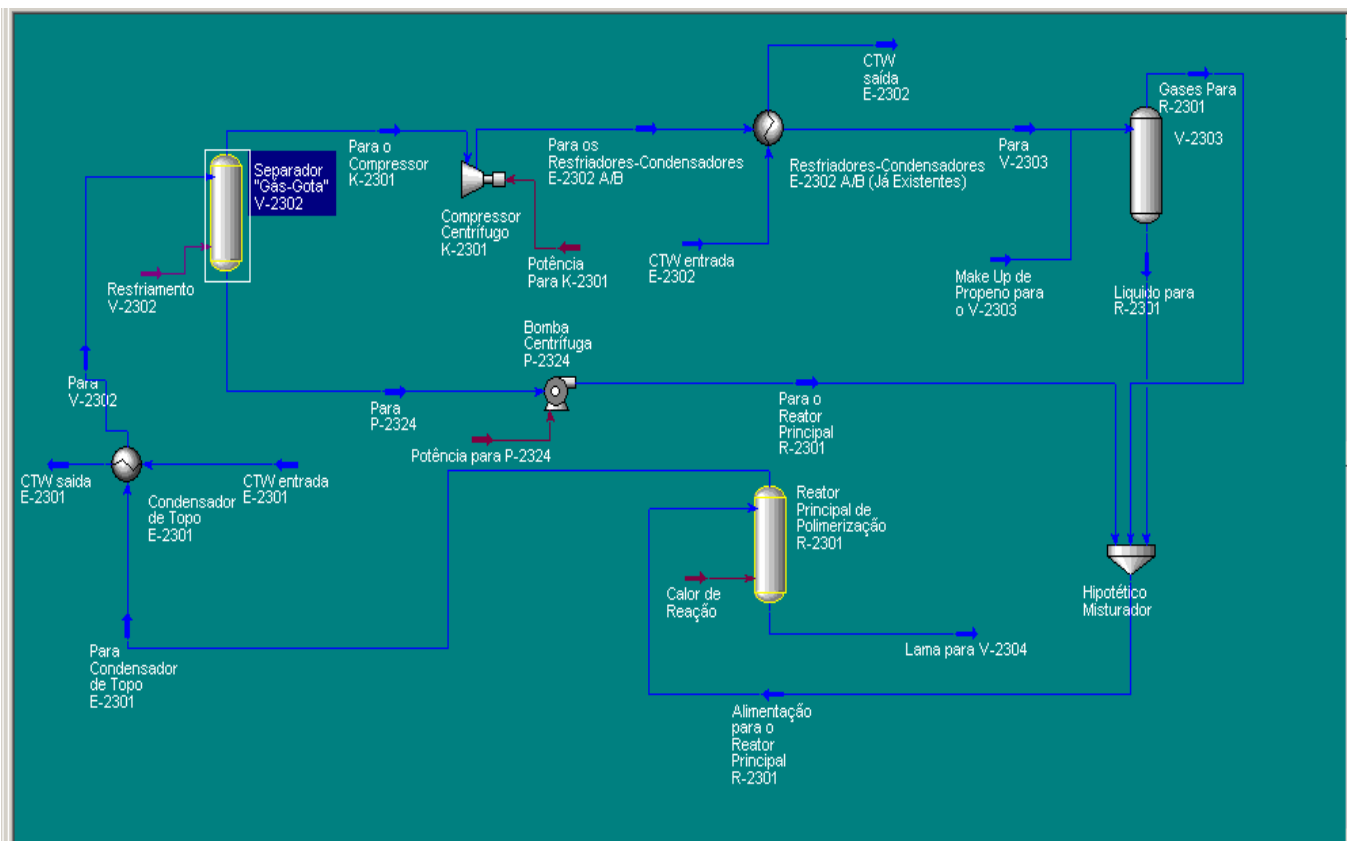 CTW
saída
E-2302
Gases Para
R-2301
V-2303
Para o
Compressor
K-2301
Para os
Resfriadores-Condensadores
E-2302 A/B
Para
V-2303
Resfriadores-Condensadores
E-2302 A/B (Já Existentes)
Separador
"Gás-Gota"
V-2302
Compressor
Centrífugo
K-2301
CTW entrada
E-2302
Potência
Para K-2301
Make Up de
Propeno para
o V-2303
Liquido para
R-2301
Resfriamento
V-2302
Bomba
Centrífuga
P-2324
Para
V-2302
Para
P-2324
Para o
Reator
Principal
R-2301
Potência para P-2324
CTW saida
E-2301
CTW entrada
E-2301
Condensador
de Topo
E-2301
Reator
Principal de
Polimerização
R-2301
Calor de
Reação
Hipotético
Misturador
Lama para V-2304
Para
Condensador
de Topo
E-2301
Alimentação
para o
Reator
Principal
R-2301